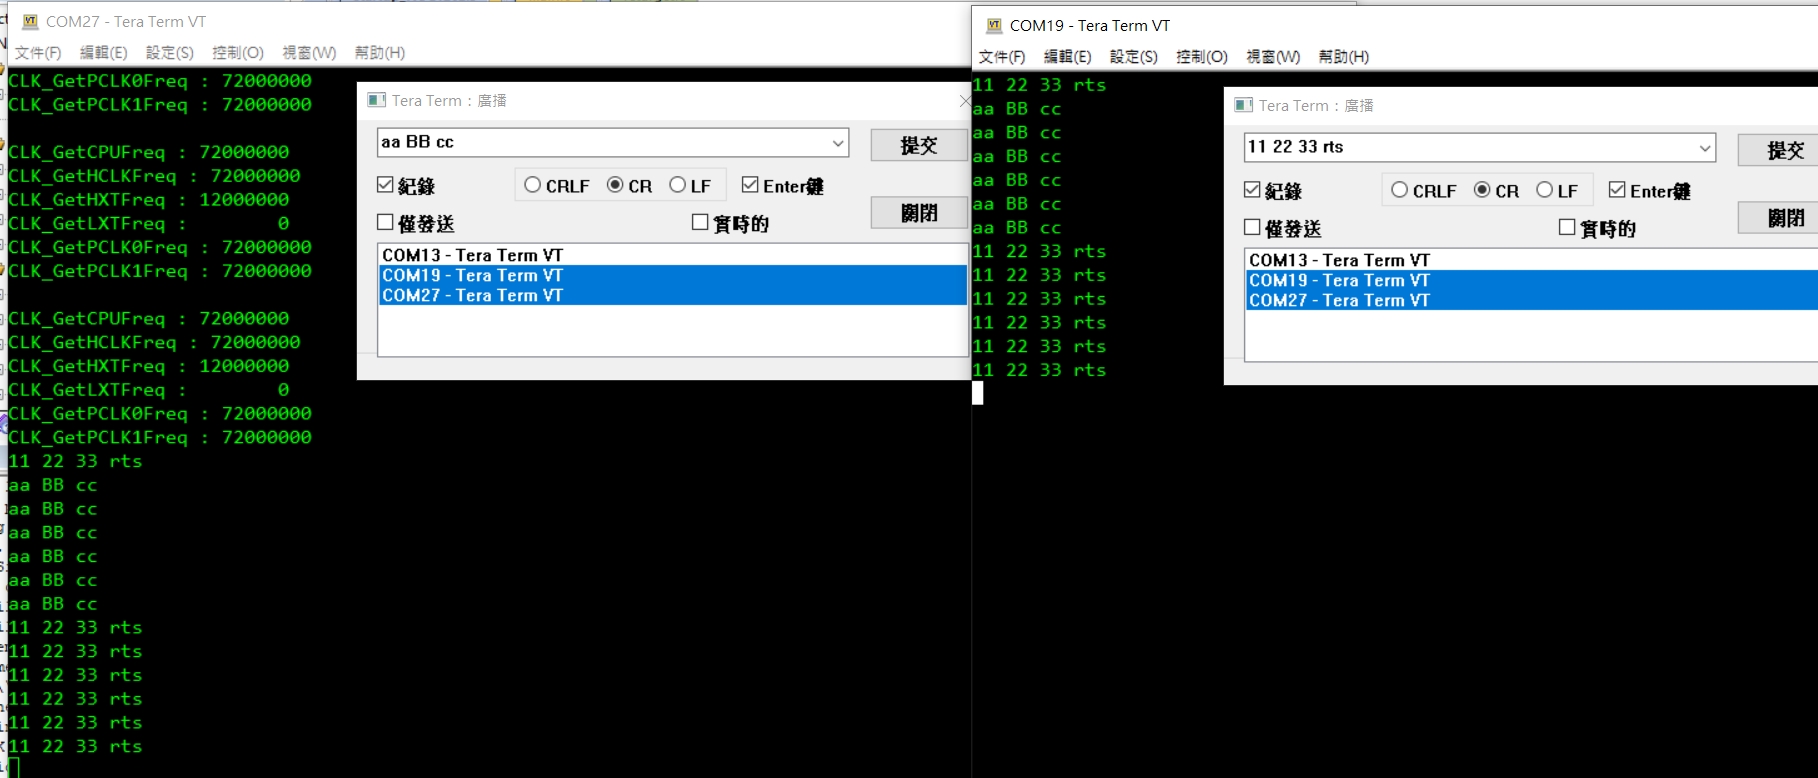 COM27 - Tera Term VT
文件(F) 編輯(E) 設定(S) 控制(O) 視窗(W) 幫助(H)
CLK_GetPCLK0Freq : 72000000
CLK_GetPCLK1Freq : 72000000
CLK_GetCPUFreq : 72000000
CLK_GetHCLKFreq : 72000000
CLK_GetHXTFreq : 12000000
CLK_GetLXTFreq : 0
CLK_GetPCLK0Freq : 72000000
CLK_GetPCLK1Freq : 72000000
CLK_GetCPUFreq : 72000000
CLK_GetHCLKFreq : 72000000
CLK_GetHXTFreq : 12000000
CLK_GetLXTFreq : 0
CLK_GetPCLK0Freq : 72000000
CLK_GetPCLK1Freq : 72000000
11 22 33 rts
aa BB cc
aa BB cc
aa BB cc
aa BB cc
aa BB cc
aa BB cc
11 22 33 rts
11 22 33 rts
11 22 33 rts
11 22 33 rts
11 22 33 rts
11 22 33 rts
Tera Term : 廣播
aa BB cc
提交
紀錄 CRLF CR LF Enter鍵
關閉
僅發送 實時的
COM13 - Tera Term VT
COM19 - Tera Term VT
COM27 - Tera Term VT
COM19 - Tera Term VT
文件(F) 編輯(E) 設定(S) 控制(O) 視窗(W) 幫助(H)
11 22 33 rts
aa BB cc
aa BB cc
aa BB cc
aa BB cc
aa BB cc
aa BB cc
11 22 33 rts
11 22 33 rts
11 22 33 rts
11 22 33 rts
11 22 33 rts
11 22 33 rts
Tera Term : 廣播
11 22 33 rts
提交
紀錄 CRLF CR LF Enter鍵
關閉
僅發送 實時的
COM13 - Tera Term VT
COM19 - Tera Term VT
COM27 - Tera Term VT